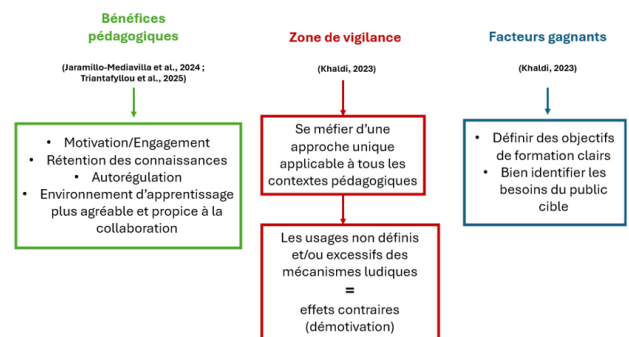 Bénéfices
pédagogiques
(Jaramillo-Mediavilla et al., 2024 ;
Triantafyllou et al., 2025)
• Motivation/Engagement
• Rétention des connaissances
• Autorégulation
• Environnement d'apprentissage
plus agréable et propice à la
collaboration
Zone de vigilance
(Khaldi, 2023)
Se méfier d'une
approche unique
applicable à tous les
contextes pédagogiques
Les usages non définis
et/ou excessifs des
mécanismes ludiques
=
effets contraires
(démotivation)
Facteurs gagnants
(Khaldi, 2023)
• Définir des objectifs
de formation clairs
• Bien identifier les
besoins du public
cible